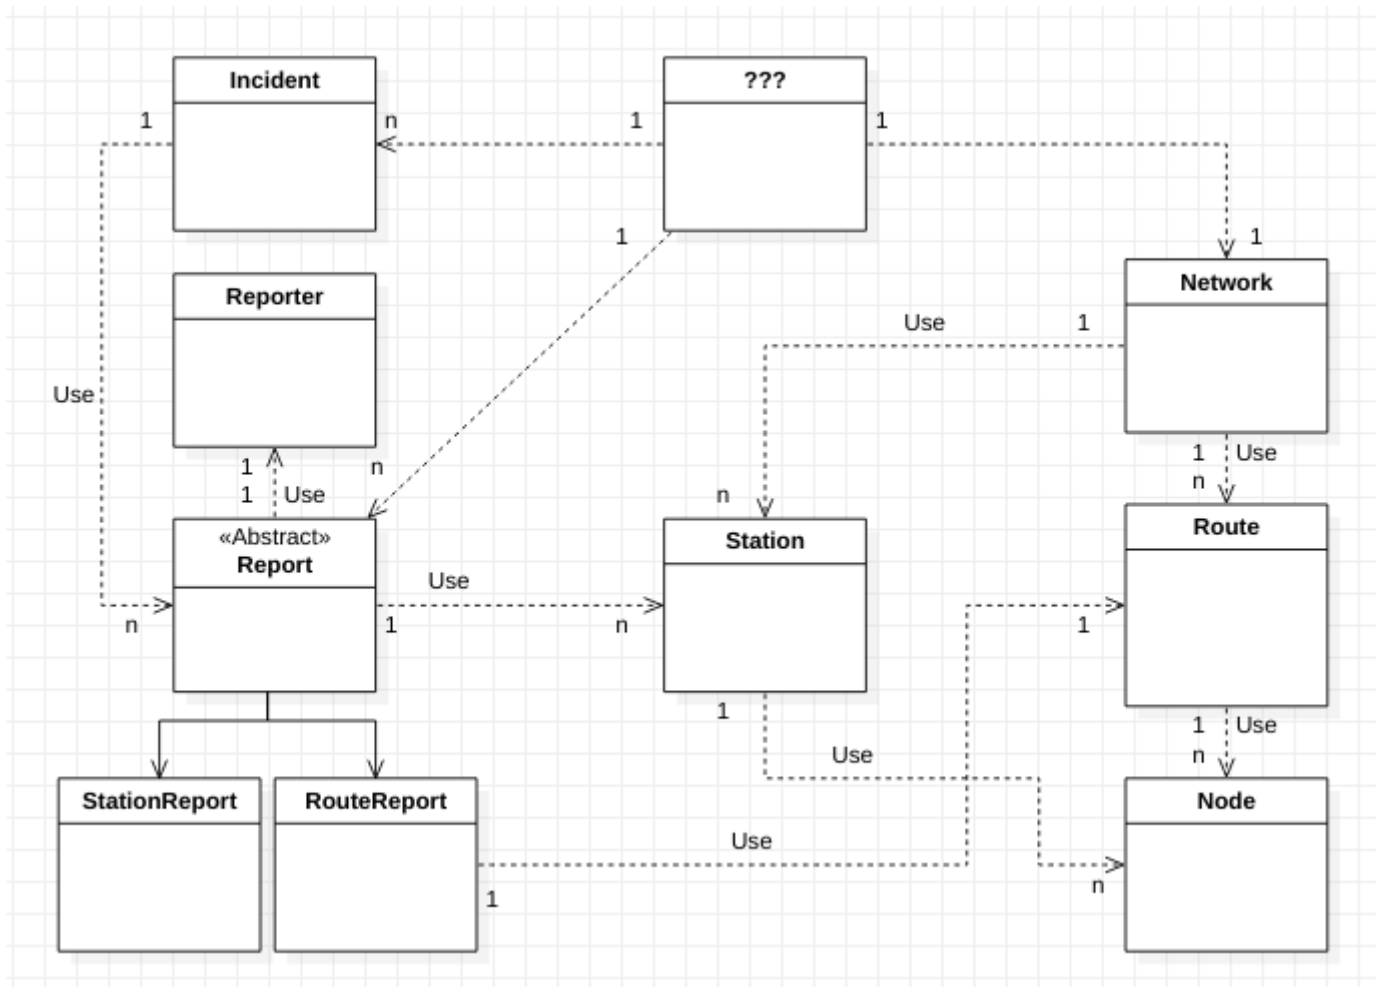 Incident
???
1
n
1
1
1
1
Reporter
Network
Use
1
Use
1
n
1
Use
1
Use
n
n
«Abstract»
Report
Station
Route
Use
n
1
n
1
1
Use
1
Use
n
StationReport
RouteReport
Node
Use
n
1